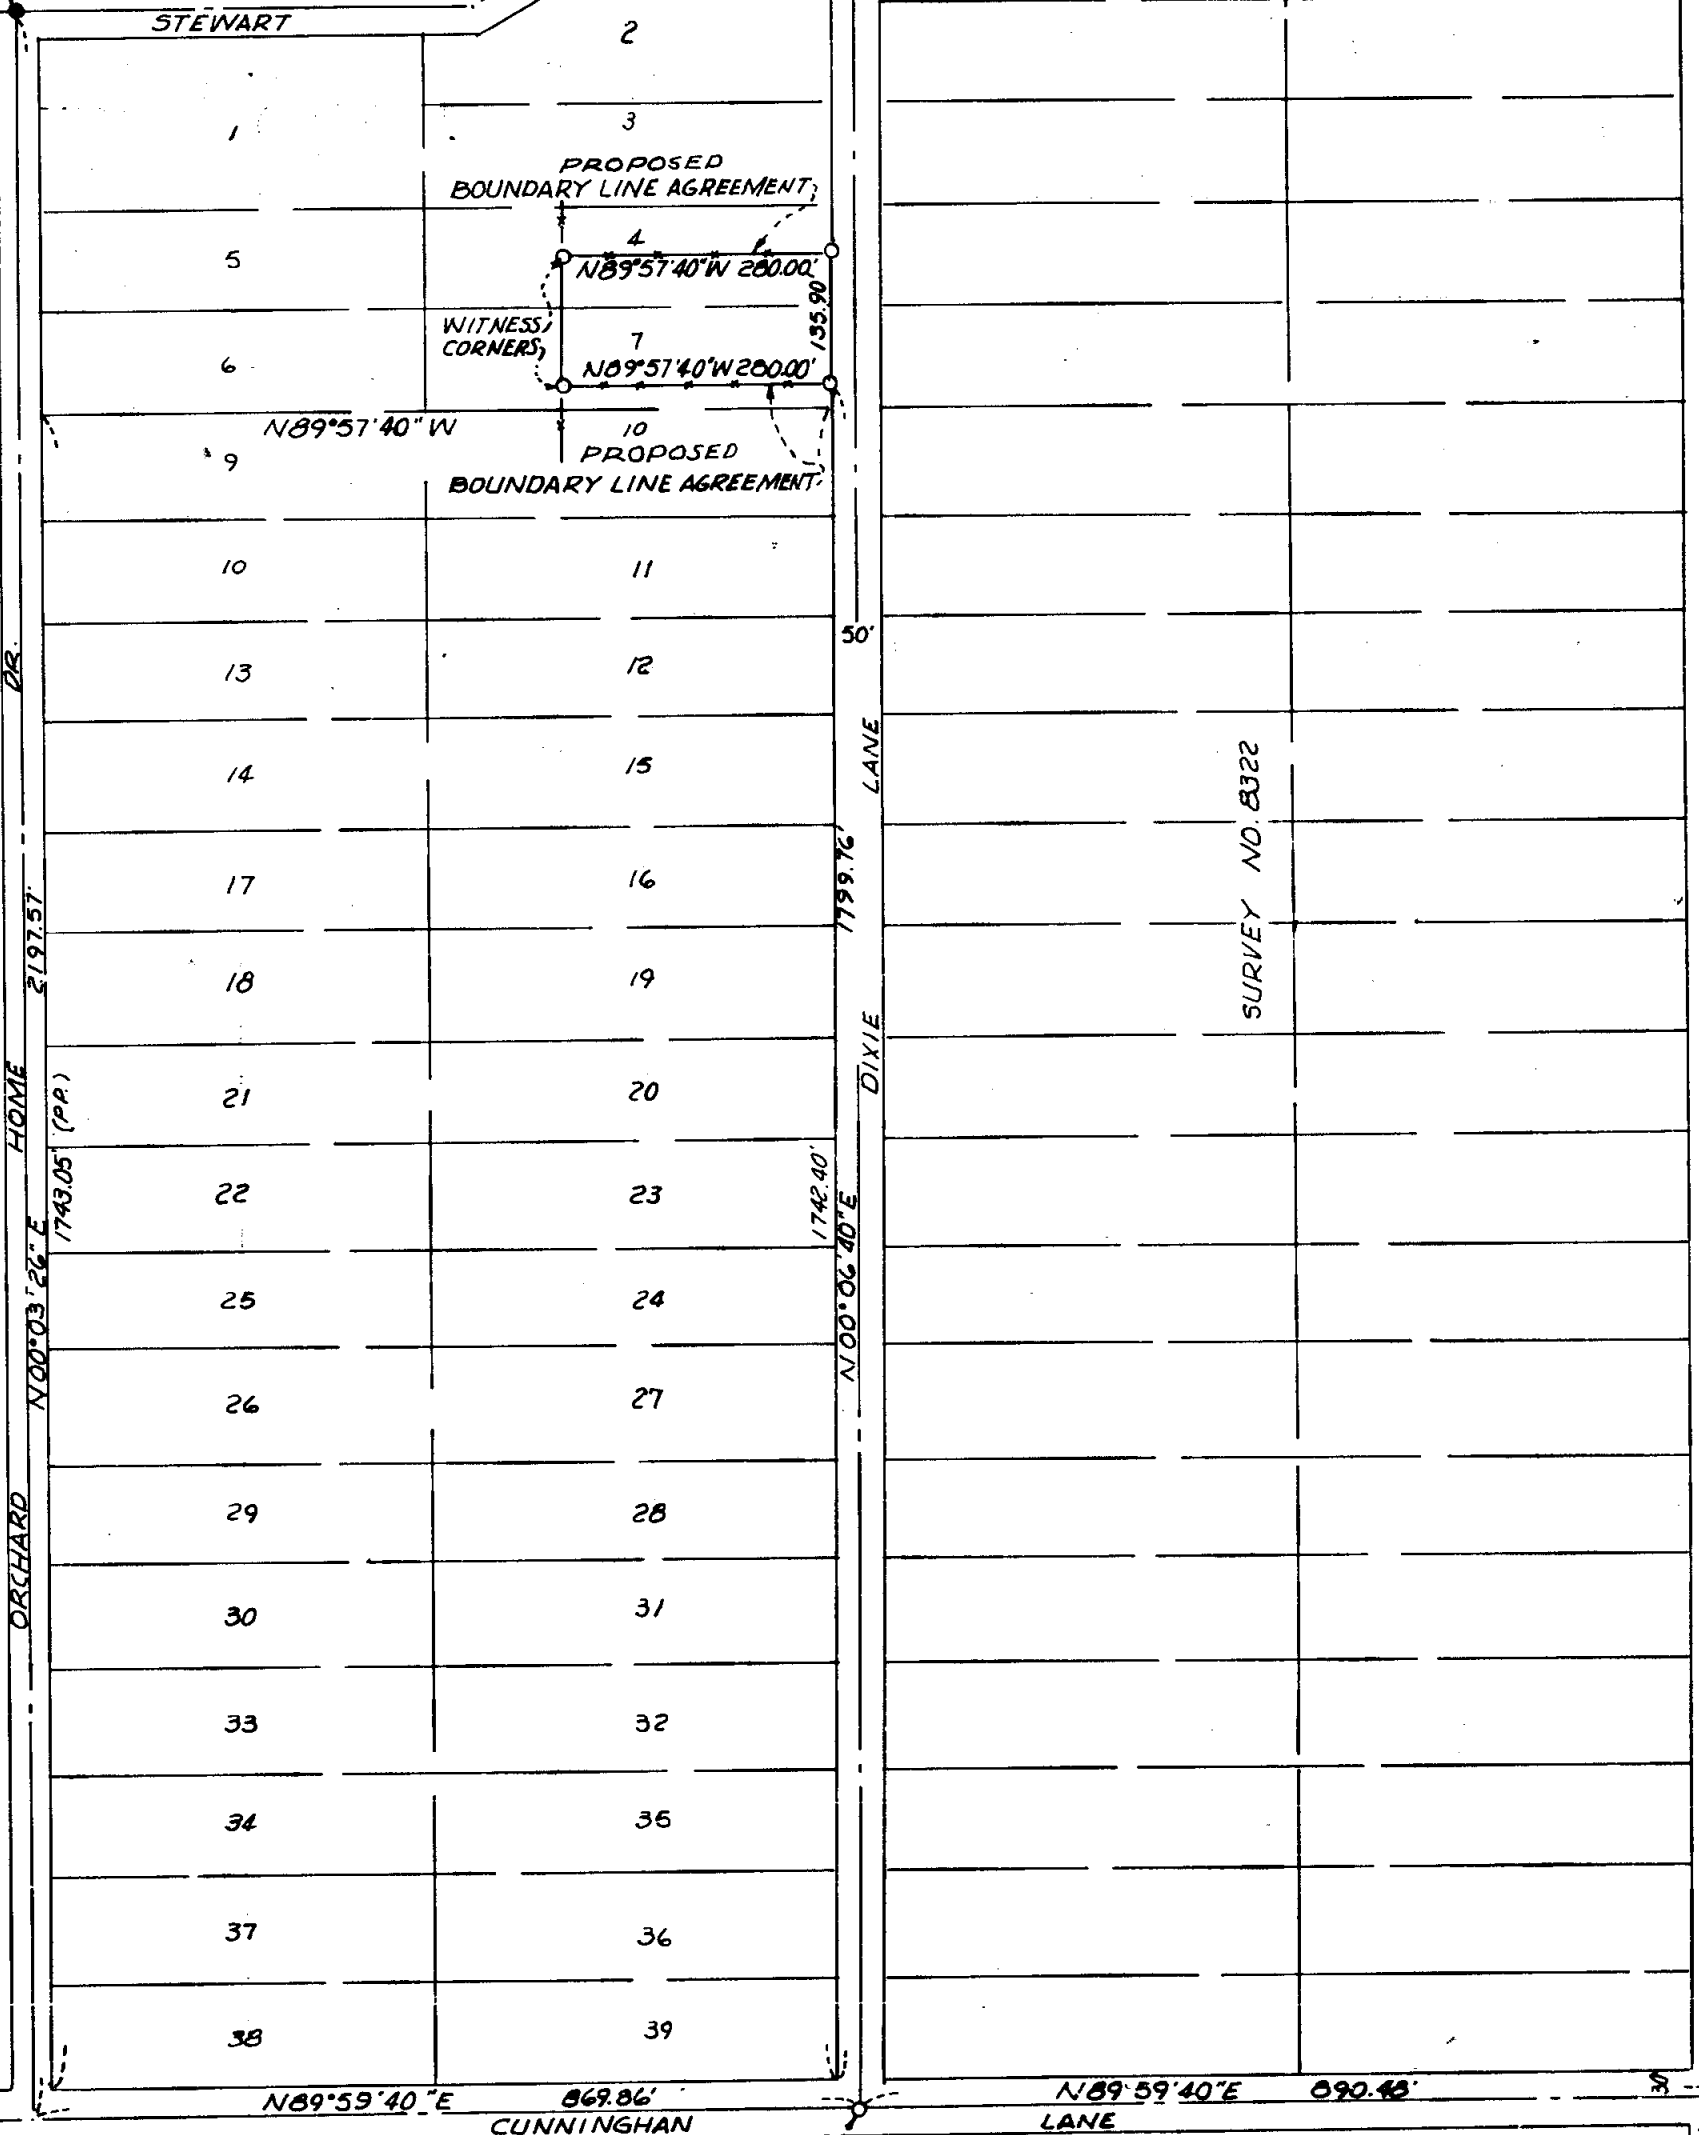 STEWART
2
1
3
PROPOSED
BOUNDARY LINE AGREEMENT
4
5
N89°57'40"W 280.00'
135.90
WITNESS
CORNERS
7
6
N89°57'40"W 280.00'
N89°57'40"W
10
PROPOSED
9
BOUNDARY LINE AGREEMENT
10
11
50'
13
12
14
15
17
16
18
19
21
20
22
23
25
24
26
27
29
28
30
31
33
32
34
35
37
36
38
39
ORCHARD HOME DR.
N00°03'26"E 2197.57'
1743.05' (P.P.)
1742.40'
N00°06'40"E 1799.76'
DIXIE LANE
SURVEY NO. 8322
N89°59'40"E 869.86'
N89°59'40"E 890.48'
CUNNINGHAN LANE